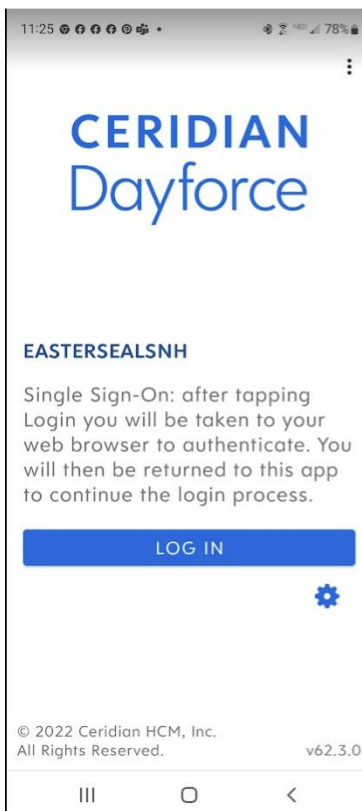 11:25
78%
CERIDIAN
Dayforce
EASTERSEALSNH
Single Sign-On: after tapping
Login you will be taken to your
web browser to authenticate. You
will then be returned to this app
to continue the login process.
LOG IN
© 2022 Ceridian HCM, Inc.
All Rights Reserved.
v62.3.0